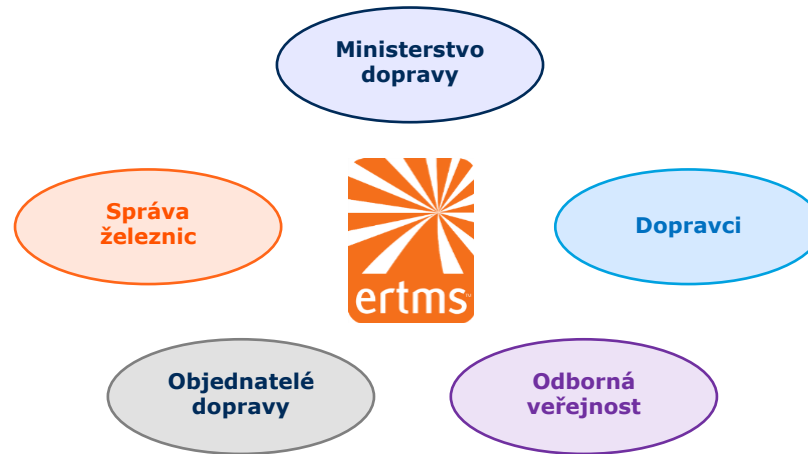 Ministerstvo
dopravy
Správa
železnic
Dopravci
ertms
Objednatelé
dopravy
Odborná
veřejnost